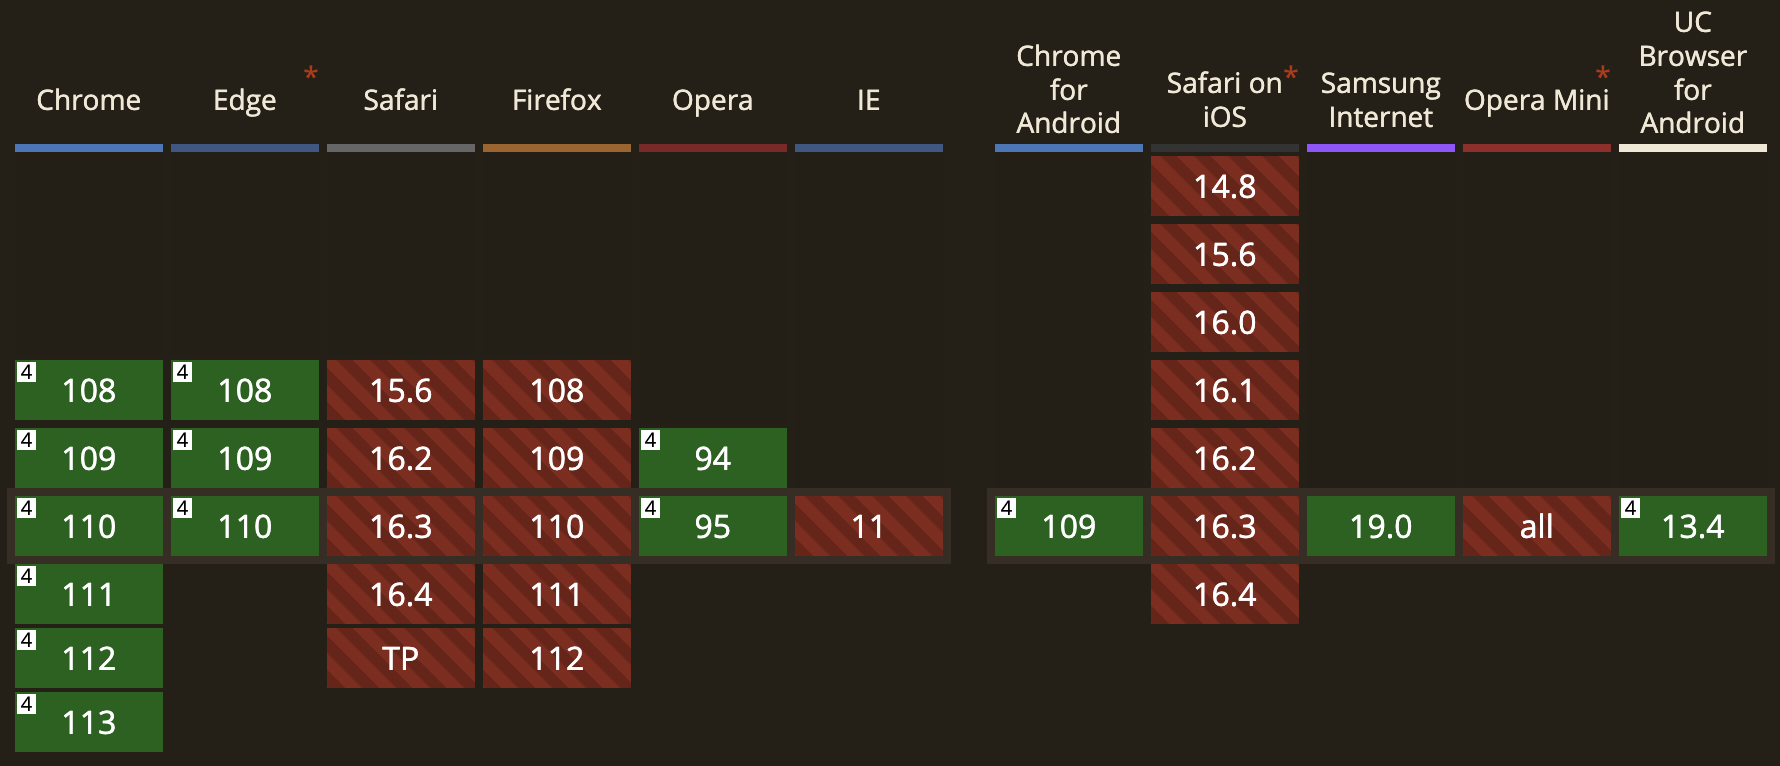 Chrome
Edge *
Safari
Firefox
Opera
IE
Chrome
for
Android
Safari on *
iOS
Samsung
Internet
Opera Mini *
UC
Browser
for
Android
14.8
15.6
16.0
4 108 4 108 15.6 108 16.1
4 109 4 109 16.2 109 4 94 16.2
4 110 4 110 16.3 110 4 95 11 4 109 16.3 19.0 all 4 13.4
4 111 16.4 111 16.4
4 112 TP 112
4 113